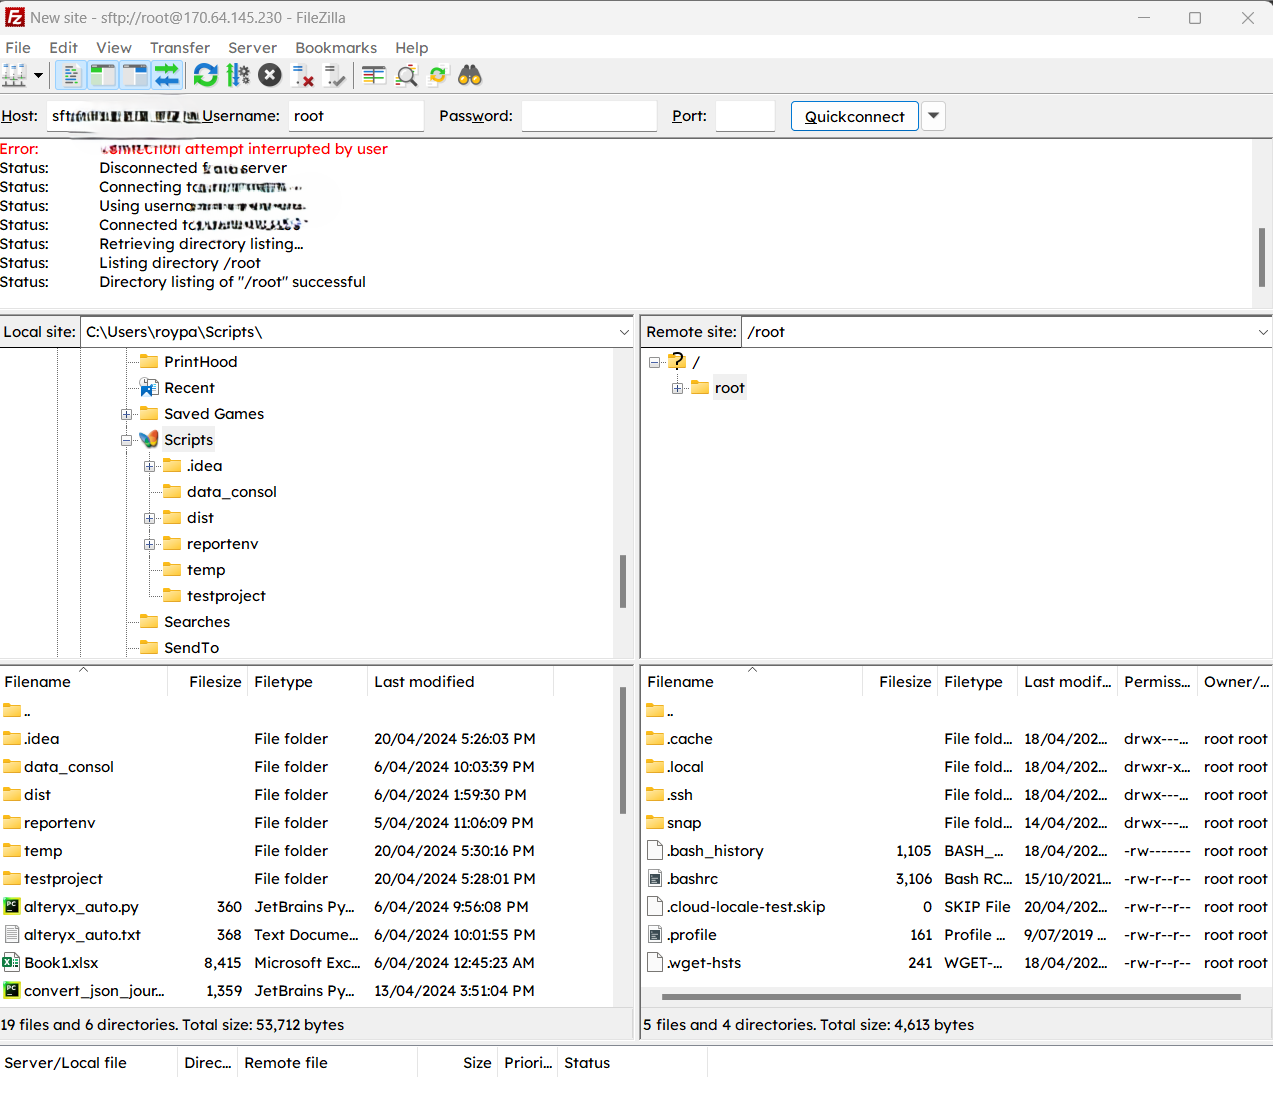 New site - sftp://root@170.64.145.230 - FileZilla
File Edit View Transfer Server Bookmarks Help
Host: Username: root Password: Port: Quickconnect
Error: attempt interrupted by user
Status: Disconnected server
Status: Connecting
Status: Using
Status: Connected
Status: Retrieving directory listing...
Status: Listing directory /root
Status: Directory listing of "/root" successful
Local site: C:\Users\roypa\Scripts\
PrintHood
Recent
Saved Games
Scripts
.idea
data_consol
dist
reportenv
temp
testproject
Searches
SendTo
Remote site: /root
/
root
Filename Filesize Filetype Last modified
..
.idea File folder 20/04/2024 5:26:03 PM
data_consol File folder 6/04/2024 10:03:39 PM
dist File folder 6/04/2024 1:59:30 PM
reportenv File folder 5/04/2024 11:06:09 PM
temp File folder 20/04/2024 5:30:16 PM
testproject File folder 20/04/2024 5:28:01 PM
alteryx_auto.py 360 JetBrains Py... 6/04/2024 9:56:08 PM
alteryx_auto.txt 368 Text Docume... 6/04/2024 10:01:55 PM
Book1.xlsx 8,415 Microsoft Exc... 6/04/2024 12:45:23 AM
convert_json_jour... 1,359 JetBrains Py... 13/04/2024 3:51:04 PM
19 files and 6 directories. Total size: 53,712 bytes
Filename Filesize Filetype Last modif... Permiss... Owner/...
..
.cache File fold... 18/04/202... drwx---... root root
.local File fold... 18/04/202... drwxr-x... root root
.ssh File fold... 18/04/202... drwx---... root root
snap File fold... 14/04/202... drwx---... root root
.bash_history 1,105 BASH_... 18/04/202... -rw------- root root
.bashrc 3,106 Bash RC... 15/10/2021... -rw-r--r-- root root
.cloud-locale-test.skip 0 SKIP File 20/04/202... -rw-r--r-- root root
.profile 161 Profile ... 9/07/2019 ... -rw-r--r-- root root
.wget-hsts 241 WGET-... 18/04/202... -rw-r--r-- root root
5 files and 4 directories. Total size: 4,613 bytes
Server/Local file Direc... Remote file Size Priori... Status